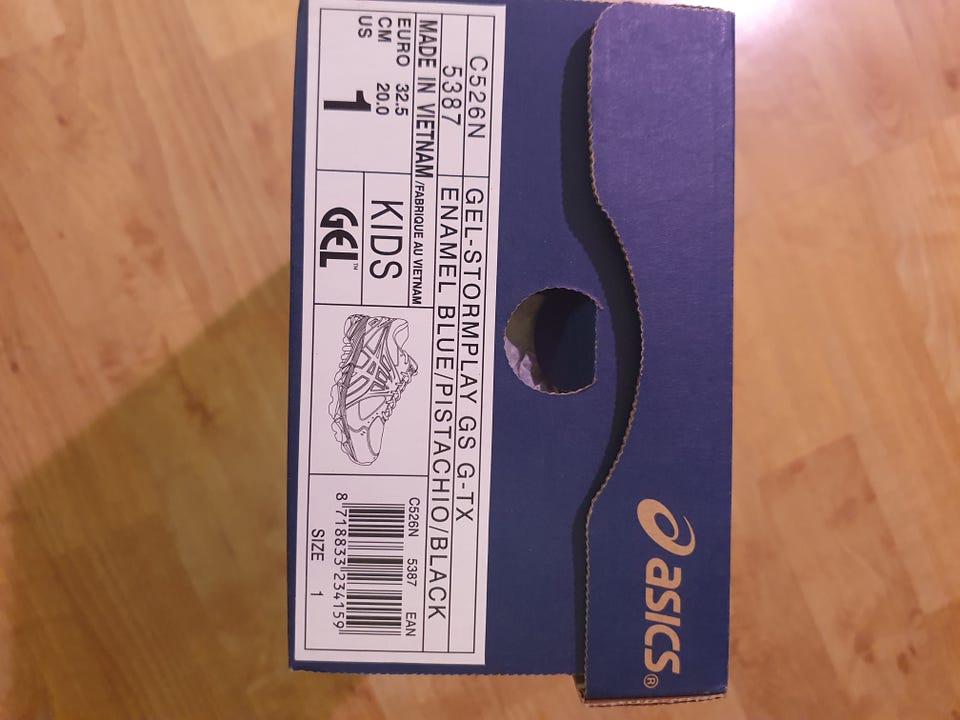 asics®
C526N GEL-STORMPLAY GS G-TX
5387 ENAMEL BLUE/PISTACHIO/BLACK
MADE IN VIETNAM /FABRIQUE AU VIETNAM
EURO 32.5
CM 20.0
US 1
KIDS
GEL™
C526N 5387 EAN
8 718833 234159
SIZE 1